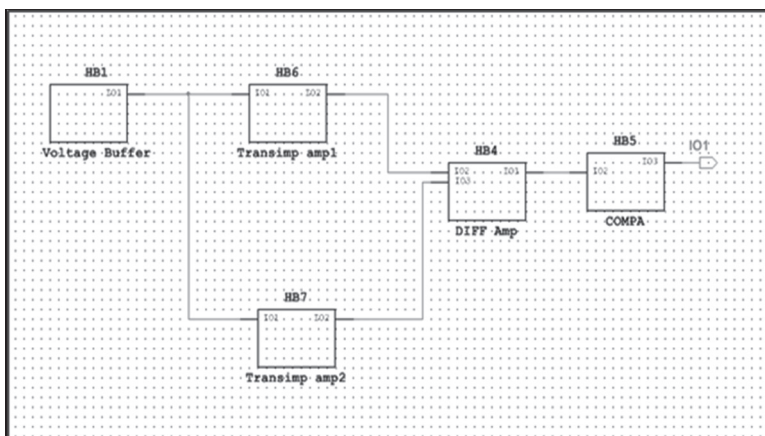 HB1
IO1
Voltage Buffer
HB6
IO1 IO2
Transimp amp1
HB4
IO2 IO1
IO3
DIFF Amp
HB5
IO3
IO2
COMPA
IO1
HB7
IO1 IO2
Transimp amp2